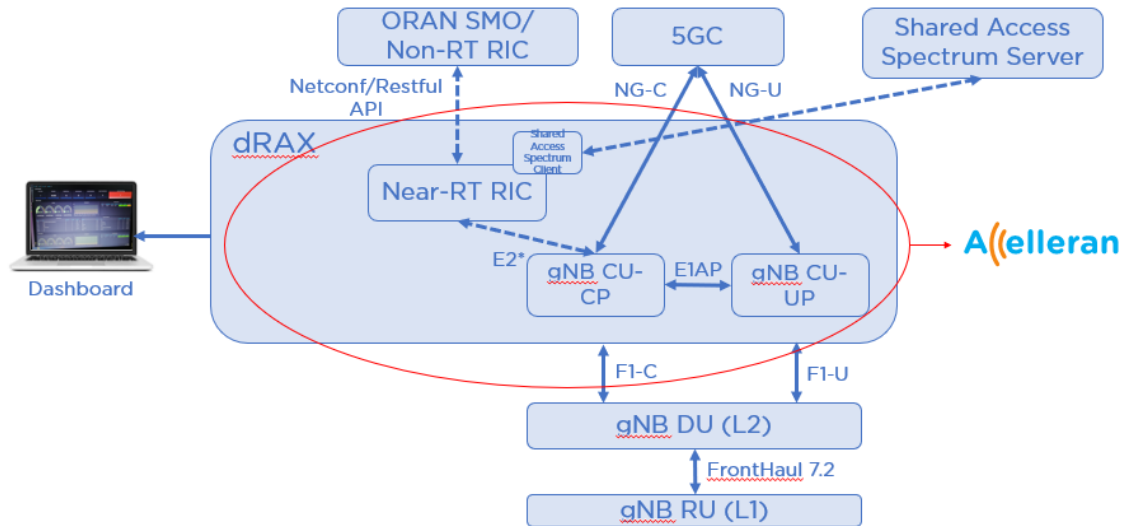 ORAN SMO/
Non-RT RIC
5GC
Shared Access
Spectrum Server
Netconf/Restful
API
NG-C
NG-U
dRAX
Shared
Access
Spectrum
Client
Near-RT RIC
E2*
gNB CU-
CP
E1AP
gNB CU-
UP
Accelleran
Dashboard
F1-C
F1-U
gNB DU (L2)
FrontHaul 7.2
gNB RU (L1)